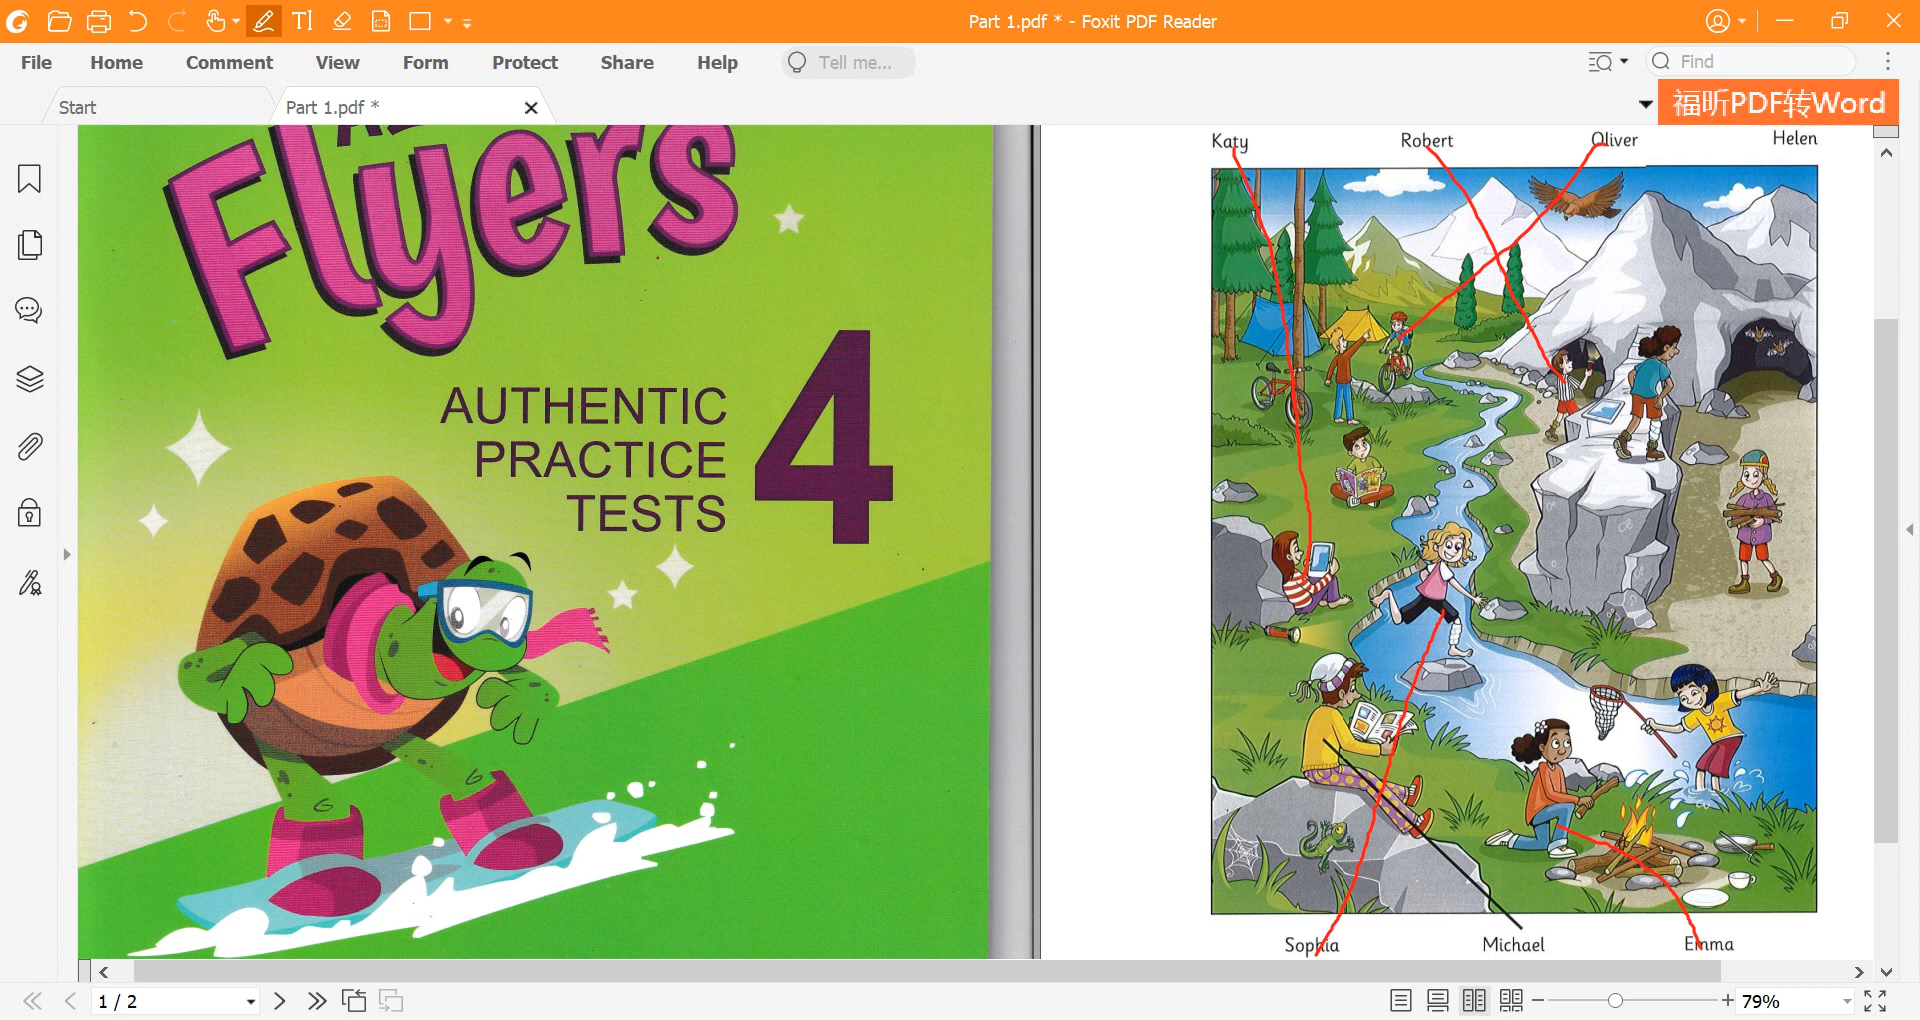 Part 1.pdf * - Foxit PDF Reader
File Home Comment View Form Protect Share Help Tell me... Find
Start Part 1.pdf * 福昕PDF转Word
Flyers
AUTHENTIC
PRACTICE
TESTS
4
Katy Robert Oliver Helen
Sophia Michael Emma
1 / 2 79%